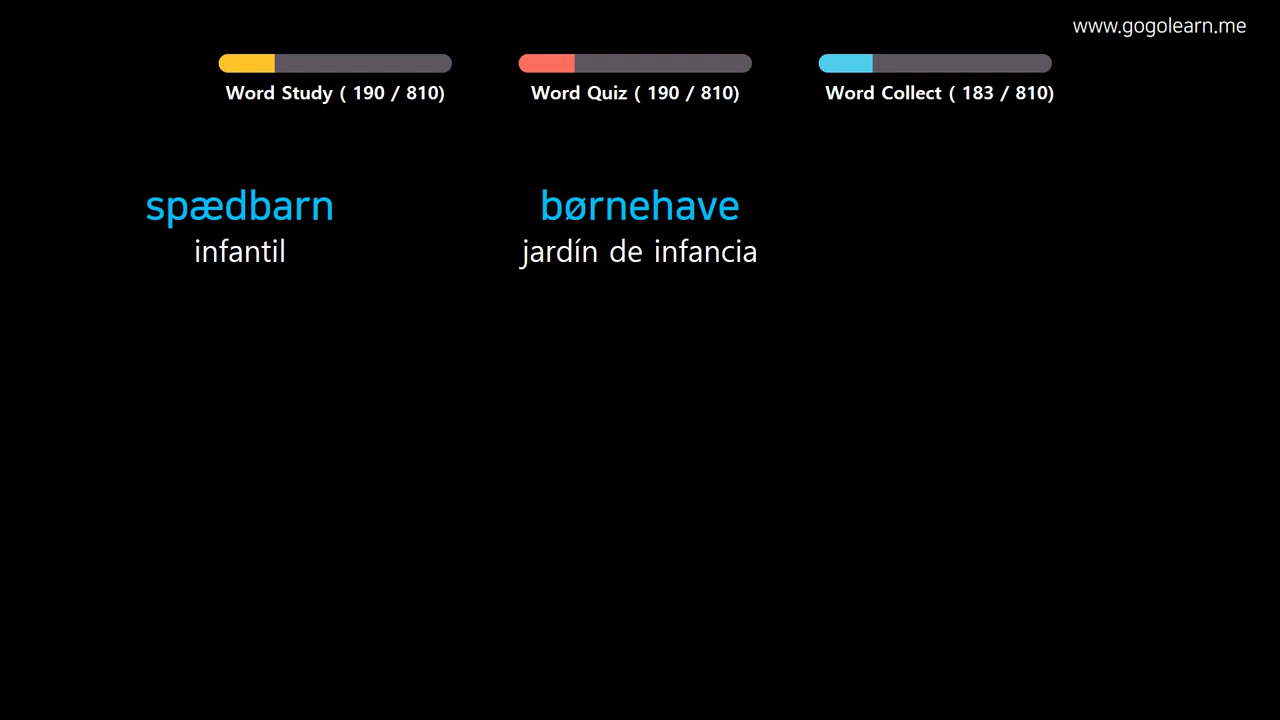 www.gogolearn.me
Word Study ( 190 / 810)
Word Quiz ( 190 / 810)
Word Collect ( 183 / 810)
spædbarn
infantil
børnehave
jardín de infancia